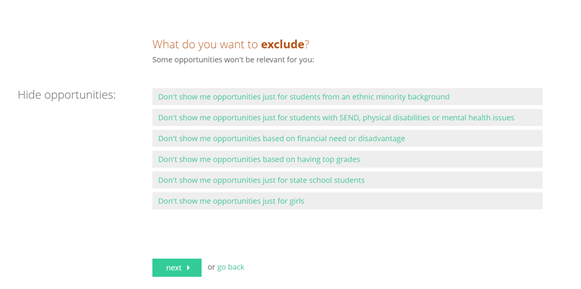 What do you want to exclude?
Some opportunities won't be relevant for you:
Hide opportunities:
Don't show me opportunities just for students from an ethnic minority background
Don't show me opportunities just for students with SEND, physical disabilities or mental health issues
Don't show me opportunities based on financial need or disadvantage
Don't show me opportunities based on having top grades
Don't show me opportunities just for state school students
Don't show me opportunities just for girls
next or go back